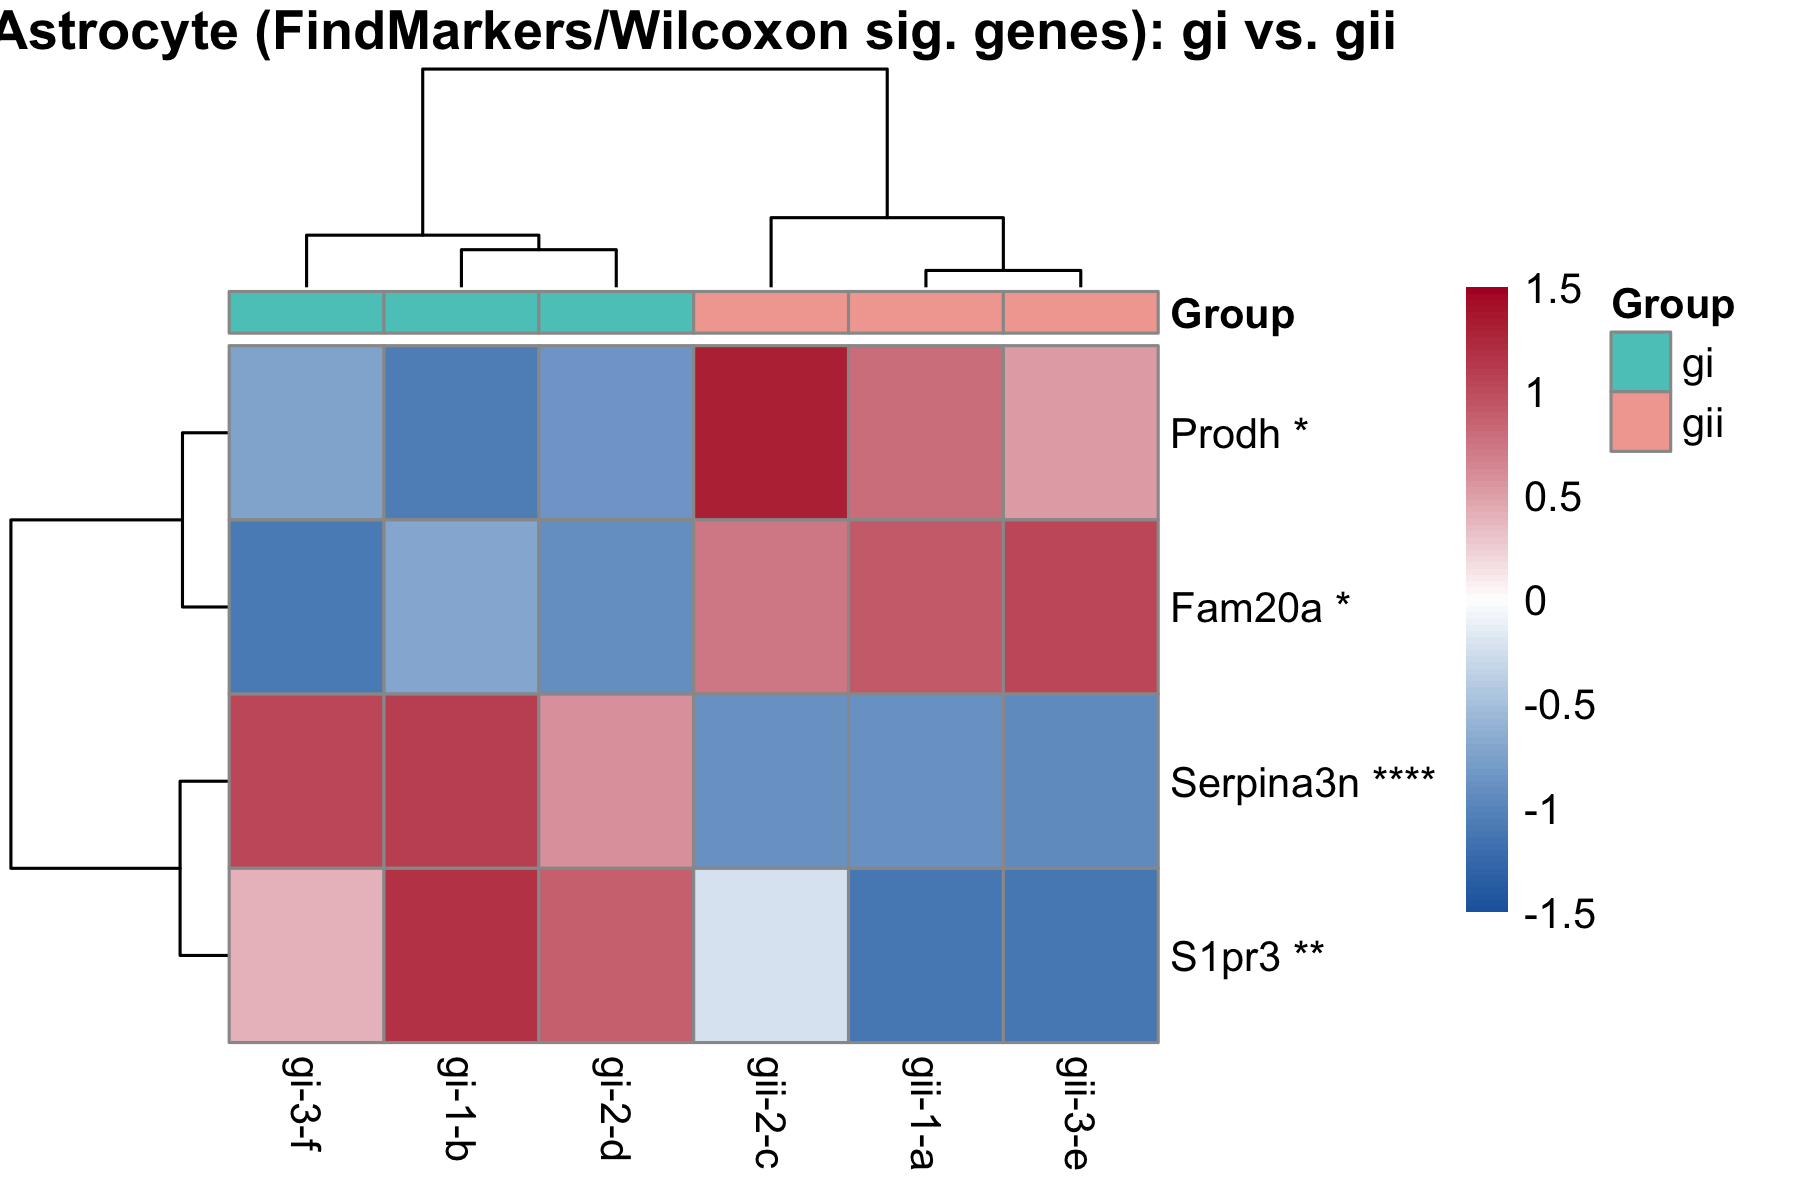 Astrocyte (FindMarkers/Wilcoxon sig. genes): gi vs. gii
Group
Prodh *
Fam20a *
Serpina3n ****
S1pr3 **
gi-3-f
gi-1-b
gi-2-d
gii-2-c
gii-1-a
gii-3-e
1.5
1
0.5
0
-0.5
-1
-1.5
Group
gi
gii